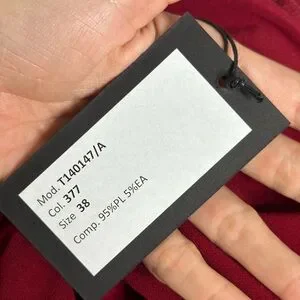 Mod. T140147/A
Col. 377
Size 38
Comp. 95%PL 5%EA